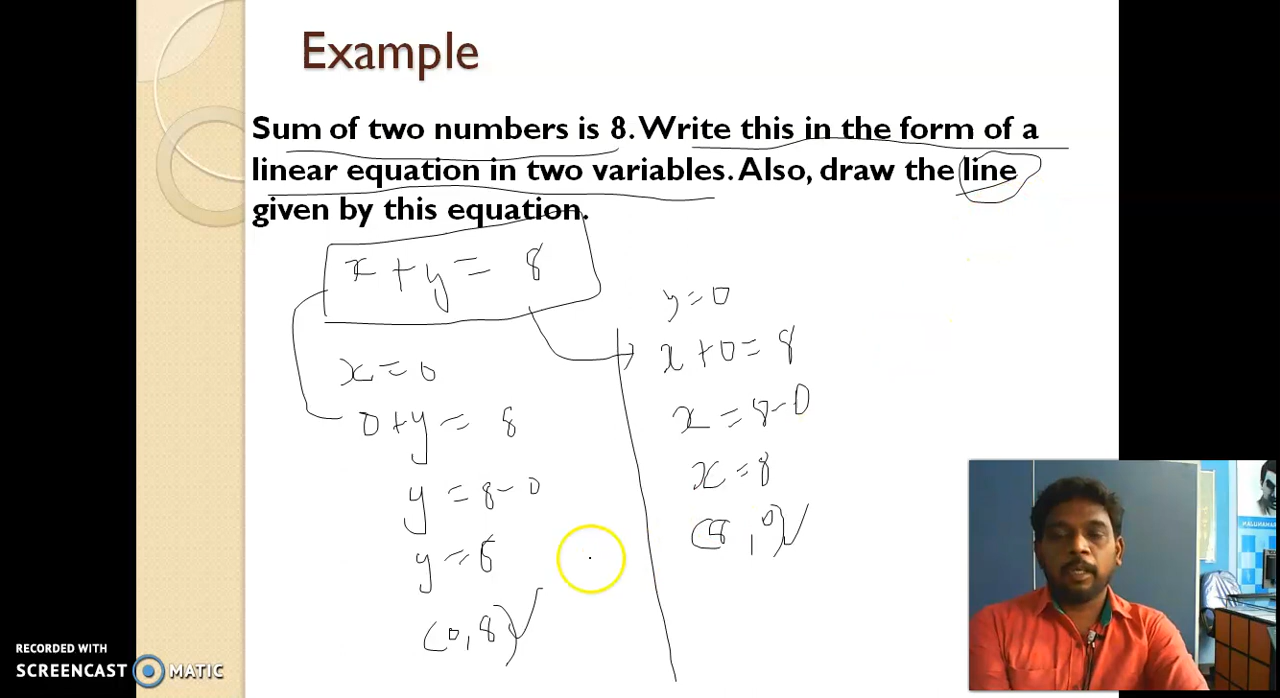 Example
Sum of two numbers is 8. Write this in the form of a
linear equation in two variables. Also, draw the line
given by this equation.
x + y = 8
x = 0
0 + y = 8
y = 8 - 0
y = 8
(0, 8)
y = 0
x + 0 = 8
x = 8 - 0
x = 8
(8, 0)
RECORDED WITH
SCREENCAST MATIC